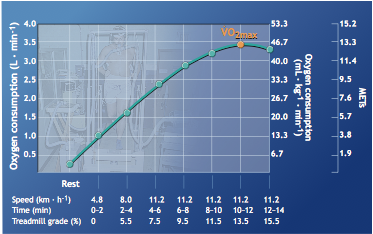 4.0 53.3 15.2
VO2max
3.5 46.7 13.3
3.0 40.0 11.4
2.5 33.3 9.5
2.0 26.7 7.6
1.5 20.0 5.7
1.0 13.3 3.8
0.5 6.7 1.9
Oxygen consumption (L · min-1)
Oxygen consumption
(mL · kg-1 · min-1)
METs
Rest
Speed (km · h-1) 4.8 8.0 11.2 11.2 11.2 11.2 11.2
Time (min) 0-2 2-4 4-6 6-8 8-10 10-12 12-14
Treadmill grade (%) 0 5.5 7.5 9.5 11.5 13.5 15.5